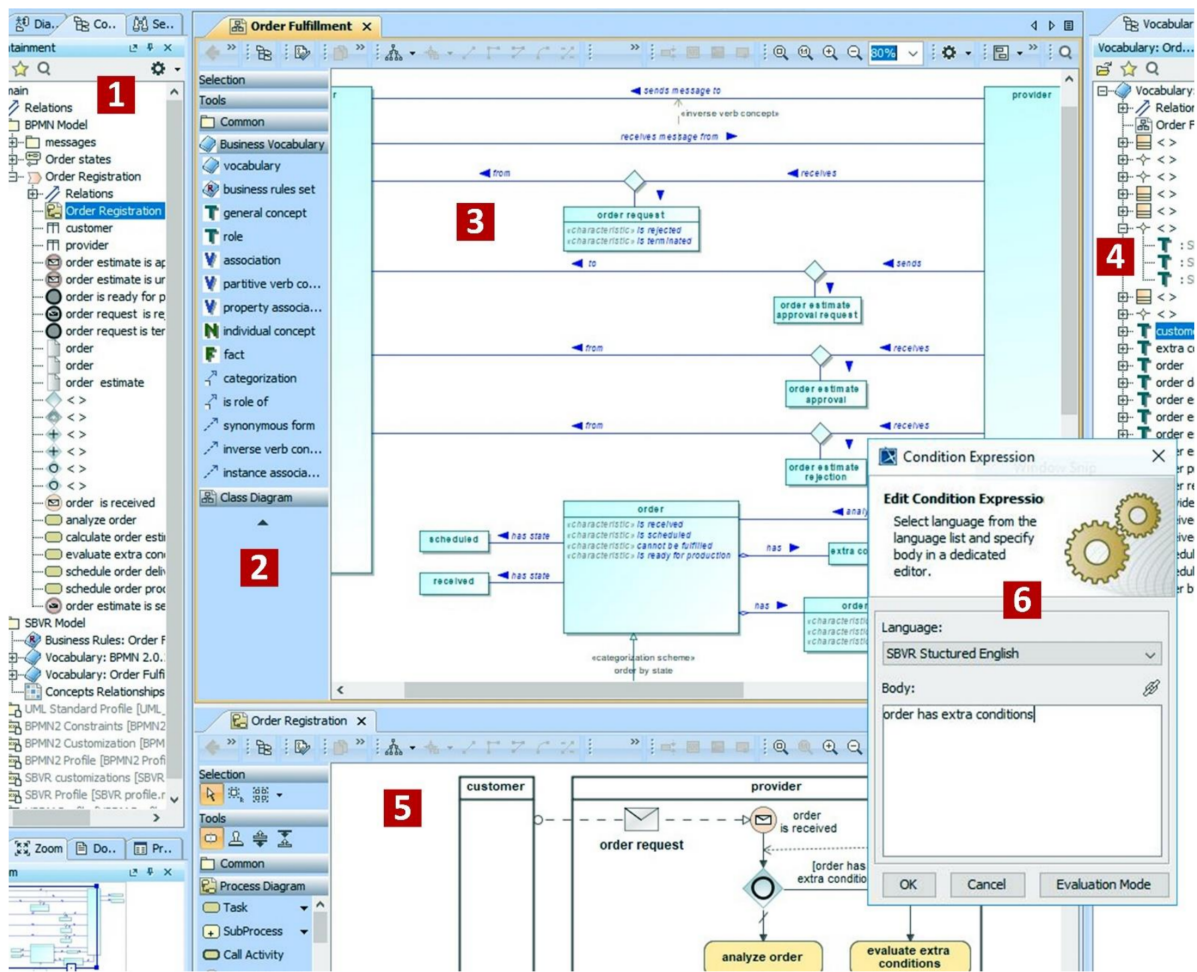 Dia..
Co..
Se..
tainment
1
Relations
BPMN Model
messages
Order states
Order Registration
Relations
Order Registration
customer
provider
order estimate is ap
order estimate is ur
order is ready for p
order request is re
order request is ter
order
order
order estimate
< >
< >
< >
< >
< >
< >
order is received
analyze order
calculate order esti
evaluate extra con
schedule order deli
schedule order proc
order estimate is se
SBVR Model
Business Rules: Order F
Vocabulary: BPMN 2.0.
Vocabulary: Order Fulfi
Concepts Relationships
UML Standard Profile [UML_
BPMN2 Constraints [BPMN2
BPMN2 Customization [BPM
BPMN2 Profile [BPMN2 Profi
SBVR customizations [SBVR
SBVR Profile [SBVR profile.r
Zoom
Do..
Pr..
Order Fulfillment
80%
Selection
Tools
Common
Business Vocabulary
vocabulary
business rules set
general concept
role
association
partitive verb co...
property associa...
individual concept
fact
categorization
is role of
synonymous form
inverse verb con...
instance associa...
Class Diagram
2
r
provider
sends message to
«inverse verb concept»
receives message from
from
receives
3
order request
«characteristic» is rejected
«characteristic» is terminated
to
sends
order estimate
approval request
from
receives
order estimate
approval
from
receives
order estimate
rejection
order
«characteristic» is received
«characteristic» is scheduled
«characteristic» cannot be fulfilled
«characteristic» is ready for production
scheduled
has state
received
has state
analy
has
extra co
has
order
«characteristic
«characteristic
«characteristic
«categorization scheme»
order by state
Vocabular
Vocabulary: Ord...
Vocabulary:
Relation
Order F
< >
< >
< >
< >
< >
< >
4
: S
: S
: S
< >
< >
custome
extra co
order
order d
order e
order e
order e
Condition Expression
Window Snip
Edit Condition Expressio
Select language from the
language list and specify
body in a dedicated
editor.
6
Language:
SBVR Stuctured English
Body:
order has extra conditions
OK
Cancel
Evaluation Mode
Order Registration
Selection
Tools
Common
Process Diagram
Task
SubProcess
Call Activity
5
customer
provider
order request
order
is received
[order has
extra conditio
analyze order
evaluate extra
conditions